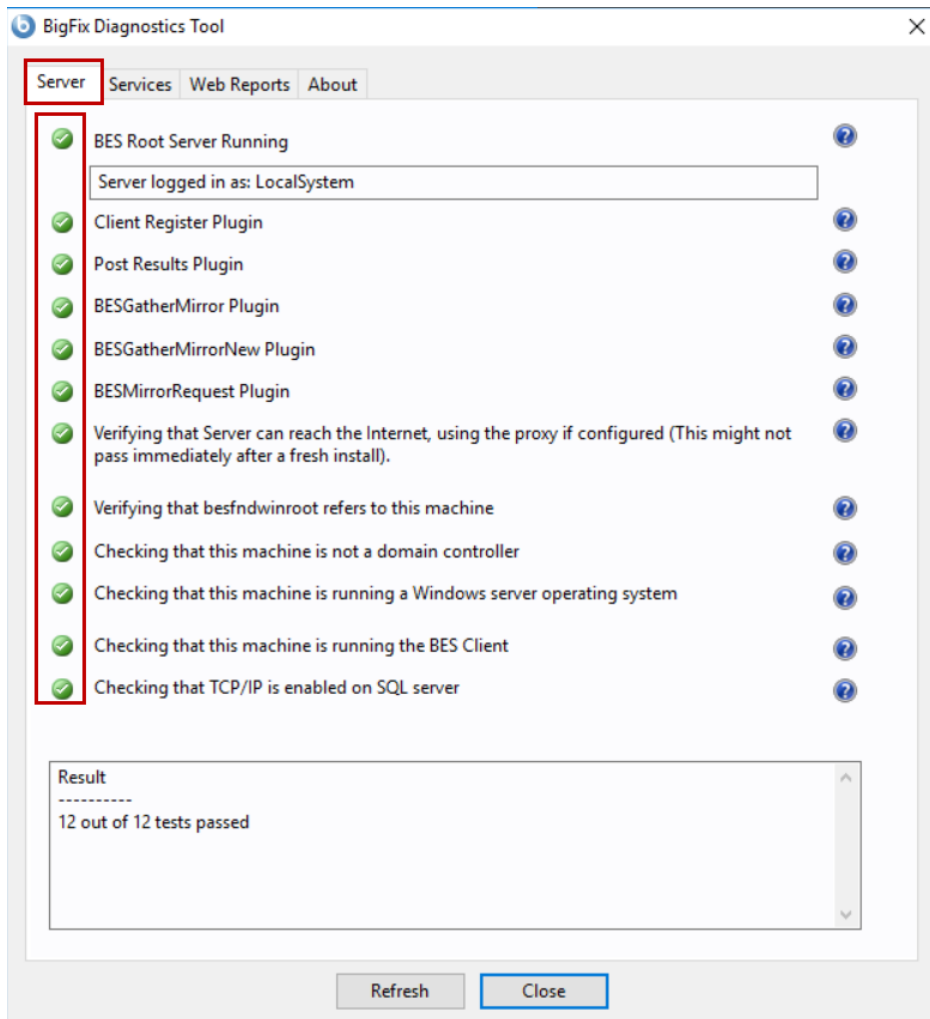 BigFix Diagnostics Tool
Server Services Web Reports About
BES Root Server Running
Server logged in as: LocalSystem
Client Register Plugin
Post Results Plugin
BESGatherMirror Plugin
BESGatherMirrorNew Plugin
BESMirrorRequest Plugin
Verifying that Server can reach the Internet, using the proxy if configured (This might not
pass immediately after a fresh install).
Verifying that besfndwinroot refers to this machine
Checking that this machine is not a domain controller
Checking that this machine is running a Windows server operating system
Checking that this machine is running the BES Client
Checking that TCP/IP is enabled on SQL server
Result
----------
12 out of 12 tests passed
Refresh Close